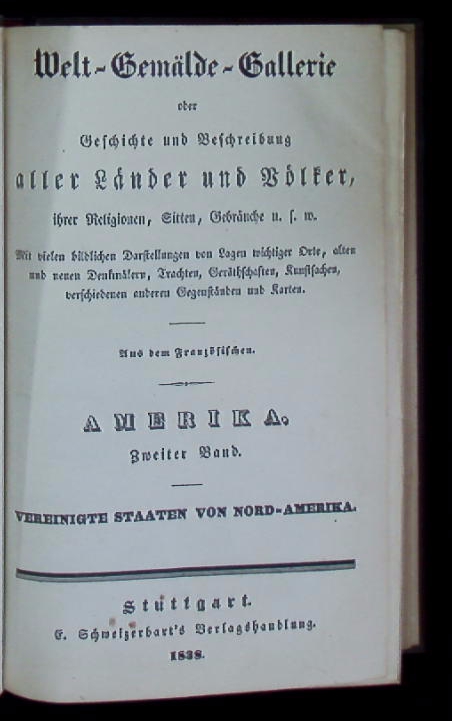 Welt-Gemälde-Gallerie
oder
Geschichte und Beschreibung
aller Länder und Völker,
ihrer Religionen, Sitten, Gebräuche u. s. w.
Mit vielen bildlichen Darstellungen von Lagen wichtiger Orte, alten
und neuen Denkmälern, Trachten, Geräthschaften, Kunstsachen,
verschiedenen anderen Gegenständen und Karten.
Aus dem Französischen.
AMERIKA.
Zweiter Band.
VEREINIGTE STAATEN VON NORD-AMERIKA.
Stuttgart.
E. Schweizerbart's Verlagshandlung.
1838.